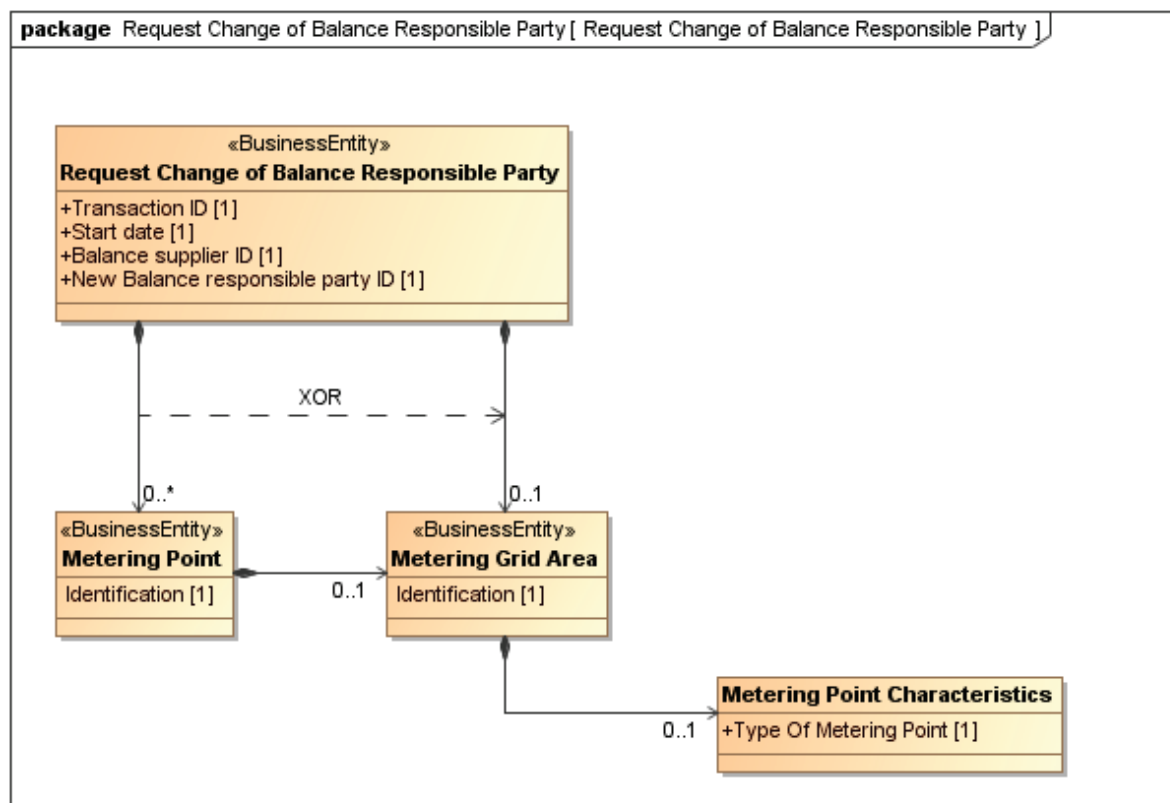 package Request Change of Balance Responsible Party [ Request Change of Balance Responsible Party ]
«BusinessEntity»
Request Change of Balance Responsible Party
+Transaction ID [1]
+Start date [1]
+Balance supplier ID [1]
+New Balance responsible party ID [1]
XOR
0..*
0..1
«BusinessEntity»
Metering Point
Identification [1]
0..1
«BusinessEntity»
Metering Grid Area
Identification [1]
0..1
Metering Point Characteristics
+Type Of Metering Point [1]